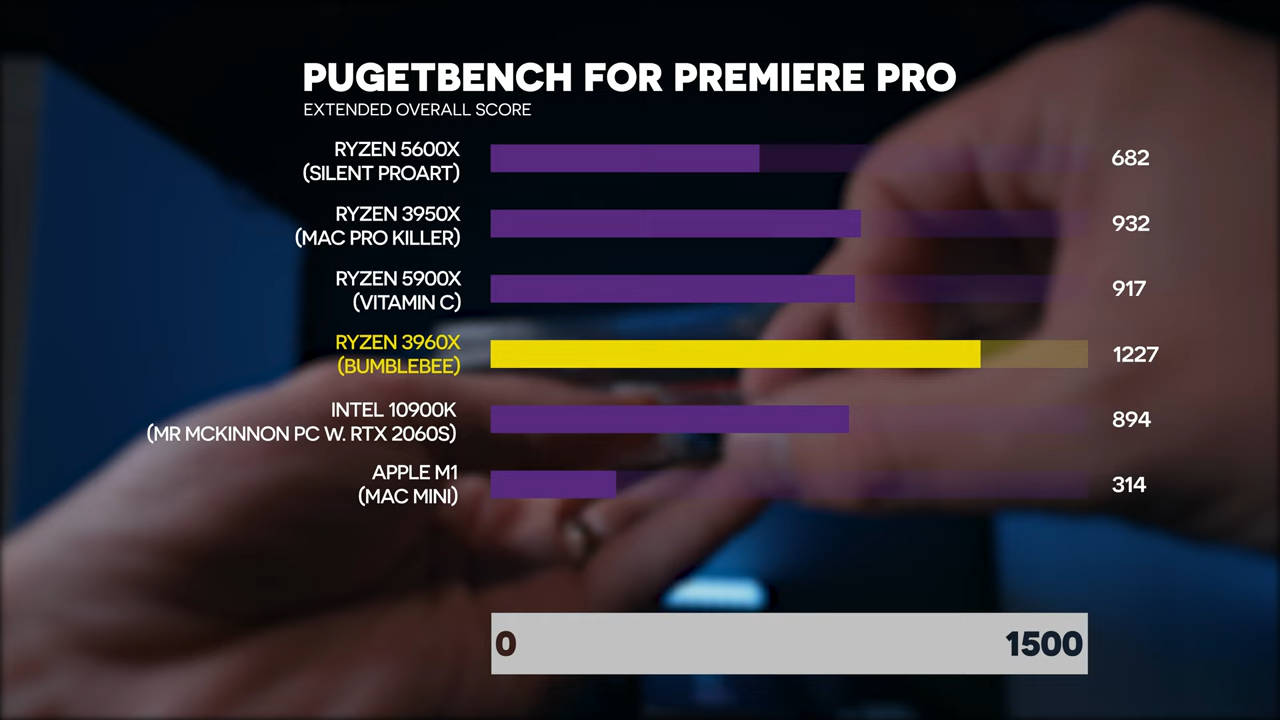 PUGETBENCH FOR PREMIERE PRO
EXTENDED OVERALL SCORE
RYZEN 5600X
(SILENT PROART)
682
RYZEN 3950X
(MAC PRO KILLER)
932
RYZEN 5900X
(VITAMIN C)
917
RYZEN 3960X
(BUMBLEBEE)
1227
INTEL 10900K
(MR MCKINNON PC W. RTX 2060S)
894
APPLE M1
(MAC MINI)
314
0 1500